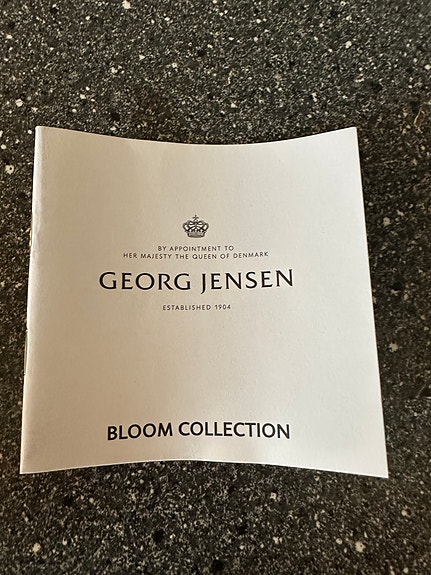 BY APPOINTMENT TO
HER MAJESTY THE QUEEN OF DENMARK
GEORG JENSEN
ESTABLISHED 1904
BLOOM COLLECTION